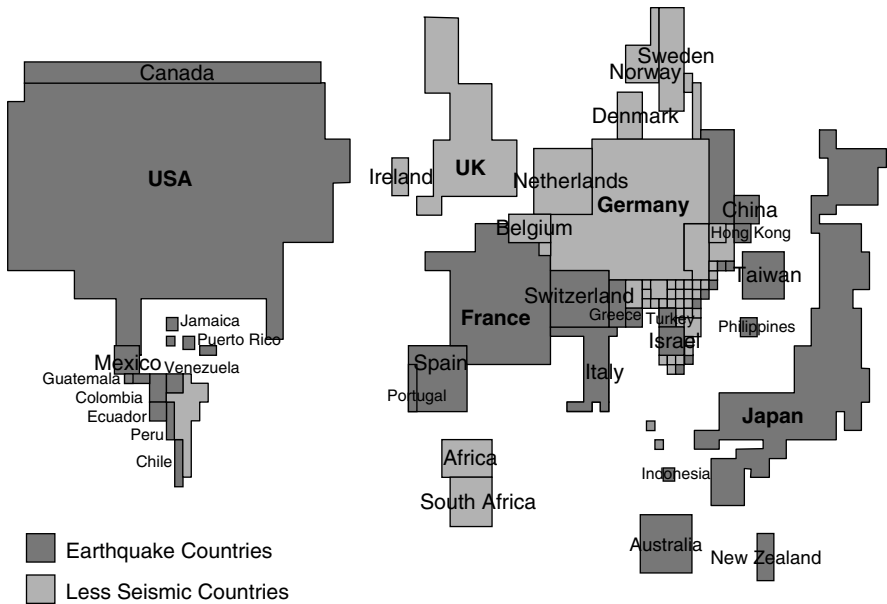 Canada
USA
Mexico
Jamaica
Puerto Rico
Venezuela
Guatemala
Colombia
Ecuador
Peru
Chile
Ireland
UK
Sweden
Norway
Denmark
Netherlands
Germany
Belgium
China
Hong Kong
Taiwan
Switzerland
France
Greece
Turkey
Israel
Philippines
Spain
Portugal
Italy
Japan
Africa
South Africa
Indonesia
Australia
New Zealand
Earthquake Countries
Less Seismic Countries